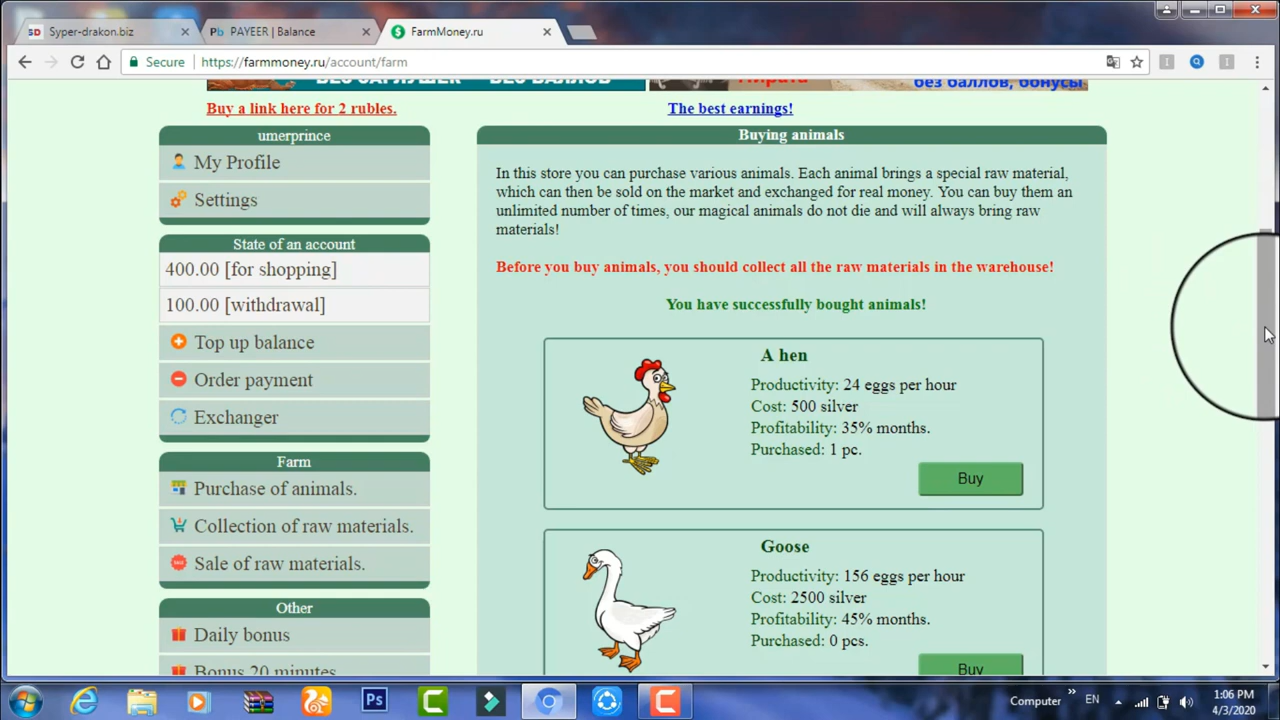 Syper-drakon.biz
PAYEER | Balance
FarmMoney.ru
Secure
https://farmmoney.ru/account/farm
БЕЗ БАЛЛОВ
без баллов, бонусы
Buy a link here for 2 rubles.
The best earnings!
umerprince
My Profile
Settings
State of an account
400.00 [for shopping]
100.00 [withdrawal]
Top up balance
Order payment
Exchanger
Farm
Purchase of animals.
Collection of raw materials.
Sale of raw materials.
Other
Daily bonus
Bonus 20 minutes
Buying animals
In this store you can purchase various animals. Each animal brings a special raw material,
which can then be sold on the market and exchanged for real money. You can buy them an
unlimited number of times, our magical animals do not die and will always bring raw
materials!
Before you buy animals, you should collect all the raw materials in the warehouse!
You have successfully bought animals!
A hen
Productivity: 24 eggs per hour
Cost: 500 silver
Profitability: 35% months.
Purchased: 1 pc.
Buy
Goose
Productivity: 156 eggs per hour
Cost: 2500 silver
Profitability: 45% months.
Purchased: 0 pcs.
Buy
Computer
EN
1:06 PM
4/3/2020